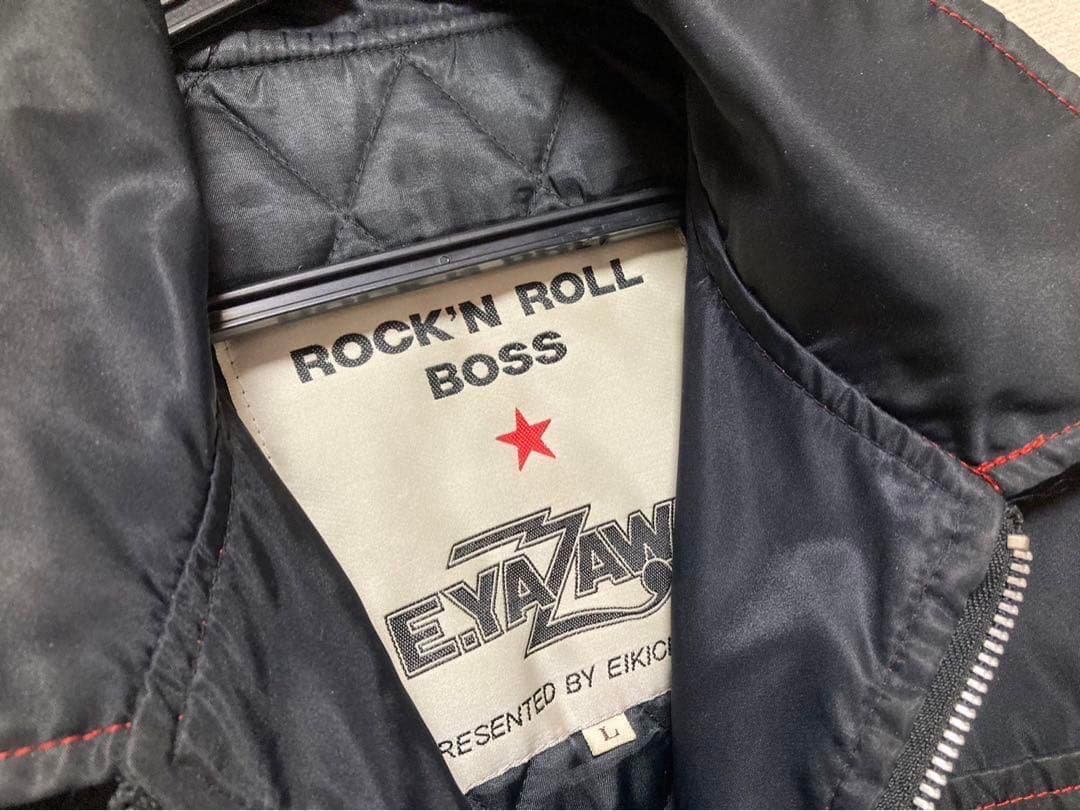 ROCK'N ROLL
BOSS
E.YAZAW
RESENTED BY EIKIC
L